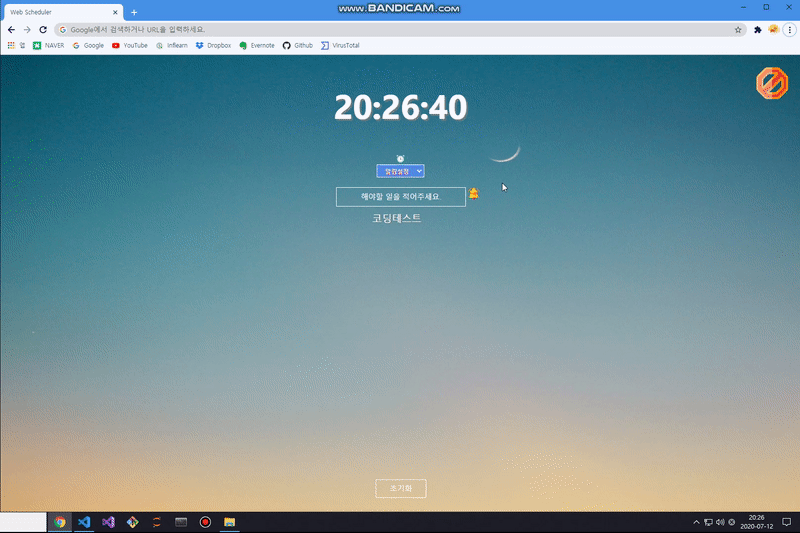 WWW.BANDICAM.COM
Web Scheduler
Google에서 검색하거나 URL을 입력하세요.
앱 NAVER Google YouTube Inflearn Dropbox Evernote Github VirusTotal
20:26:40
알람설정
해야할 일을 적어주세요.
코딩테스트
초기화
20:26
2020-07-12